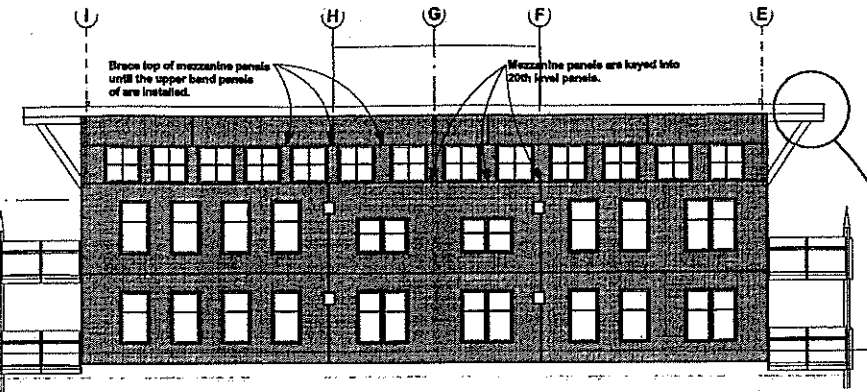 I H G F E
Brace top of mezzanine panels
until the upper band panels
of are installed.
Mezzanine panels are keyed into
20th level panels.